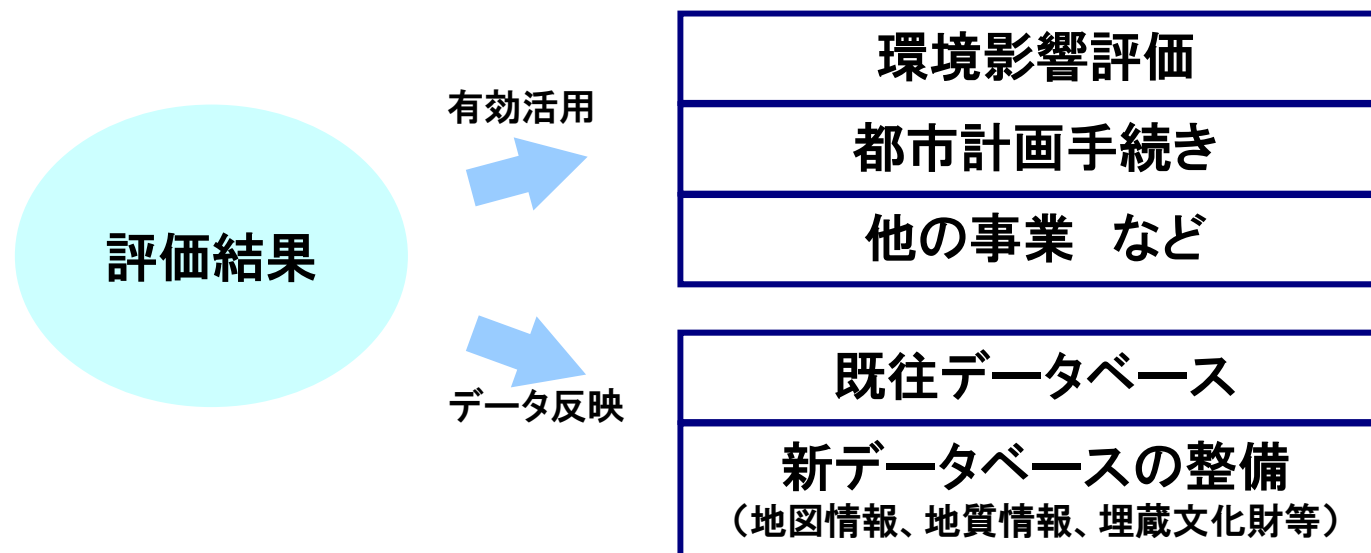 評価結果
有効活用
環境影響評価
都市計画手続き
他の事業　など
データ反映
既往データベース
新データベースの整備
（地図情報、地質情報、埋蔵文化財等）